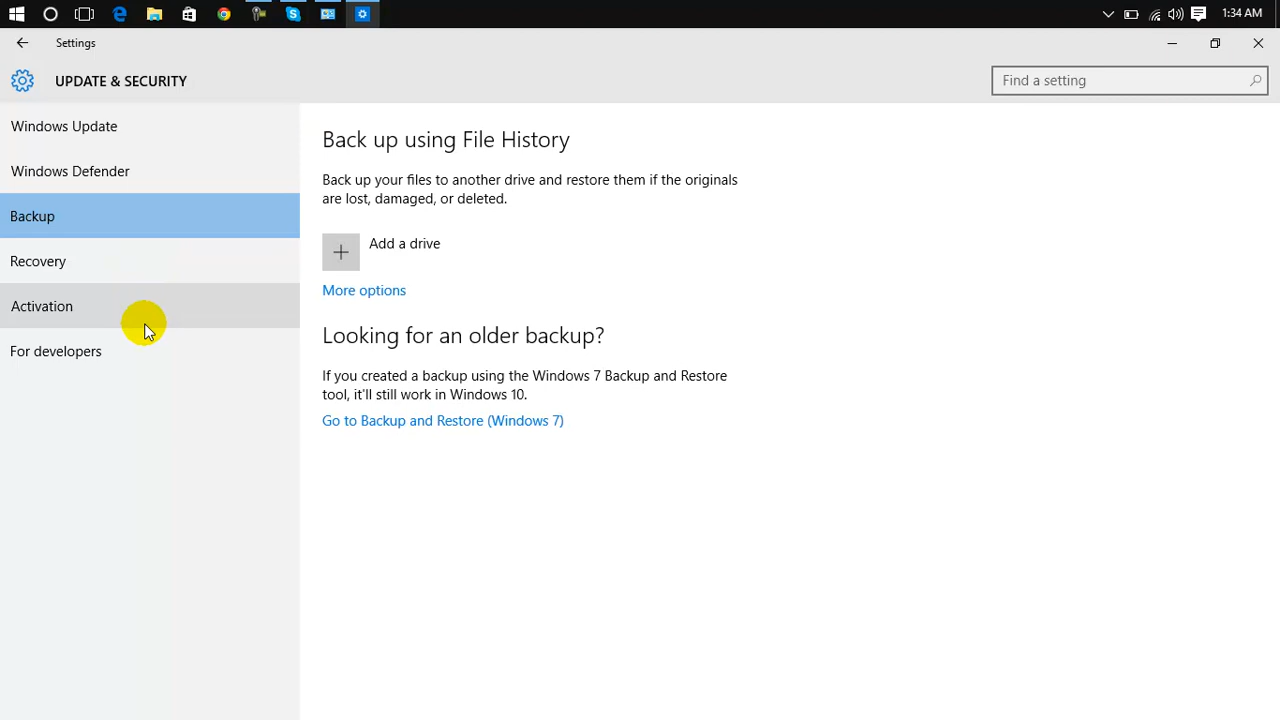 1:34 AM
Settings
UPDATE & SECURITY
Find a setting
Windows Update
Windows Defender
Backup
Recovery
Activation
For developers
Back up using File History
Back up your files to another drive and restore them if the originals
are lost, damaged, or deleted.
Add a drive
More options
Looking for an older backup?
If you created a backup using the Windows 7 Backup and Restore
tool, it'll still work in Windows 10.
Go to Backup and Restore (Windows 7)